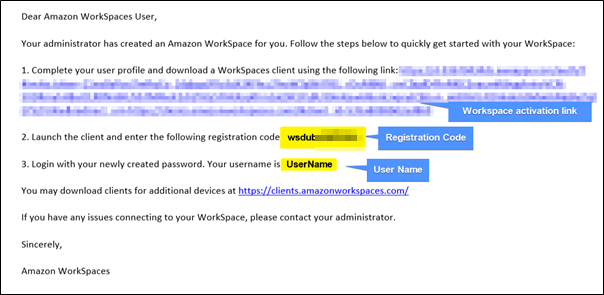 Dear Amazon WorkSpaces User,
Your administrator has created an Amazon WorkSpace for you. Follow the steps below to quickly get started with your WorkSpace:
1. Complete your user profile and download a WorkSpaces client using the following link:
Workspace activation link
2. Launch the client and enter the following registration code wsdub
Registration Code
3. Login with your newly created password. Your username is UserName
User Name
You may download clients for additional devices at https://clients.amazonworkspaces.com/
If you have any issues connecting to your WorkSpace, please contact your administrator.
Sincerely,
Amazon WorkSpaces